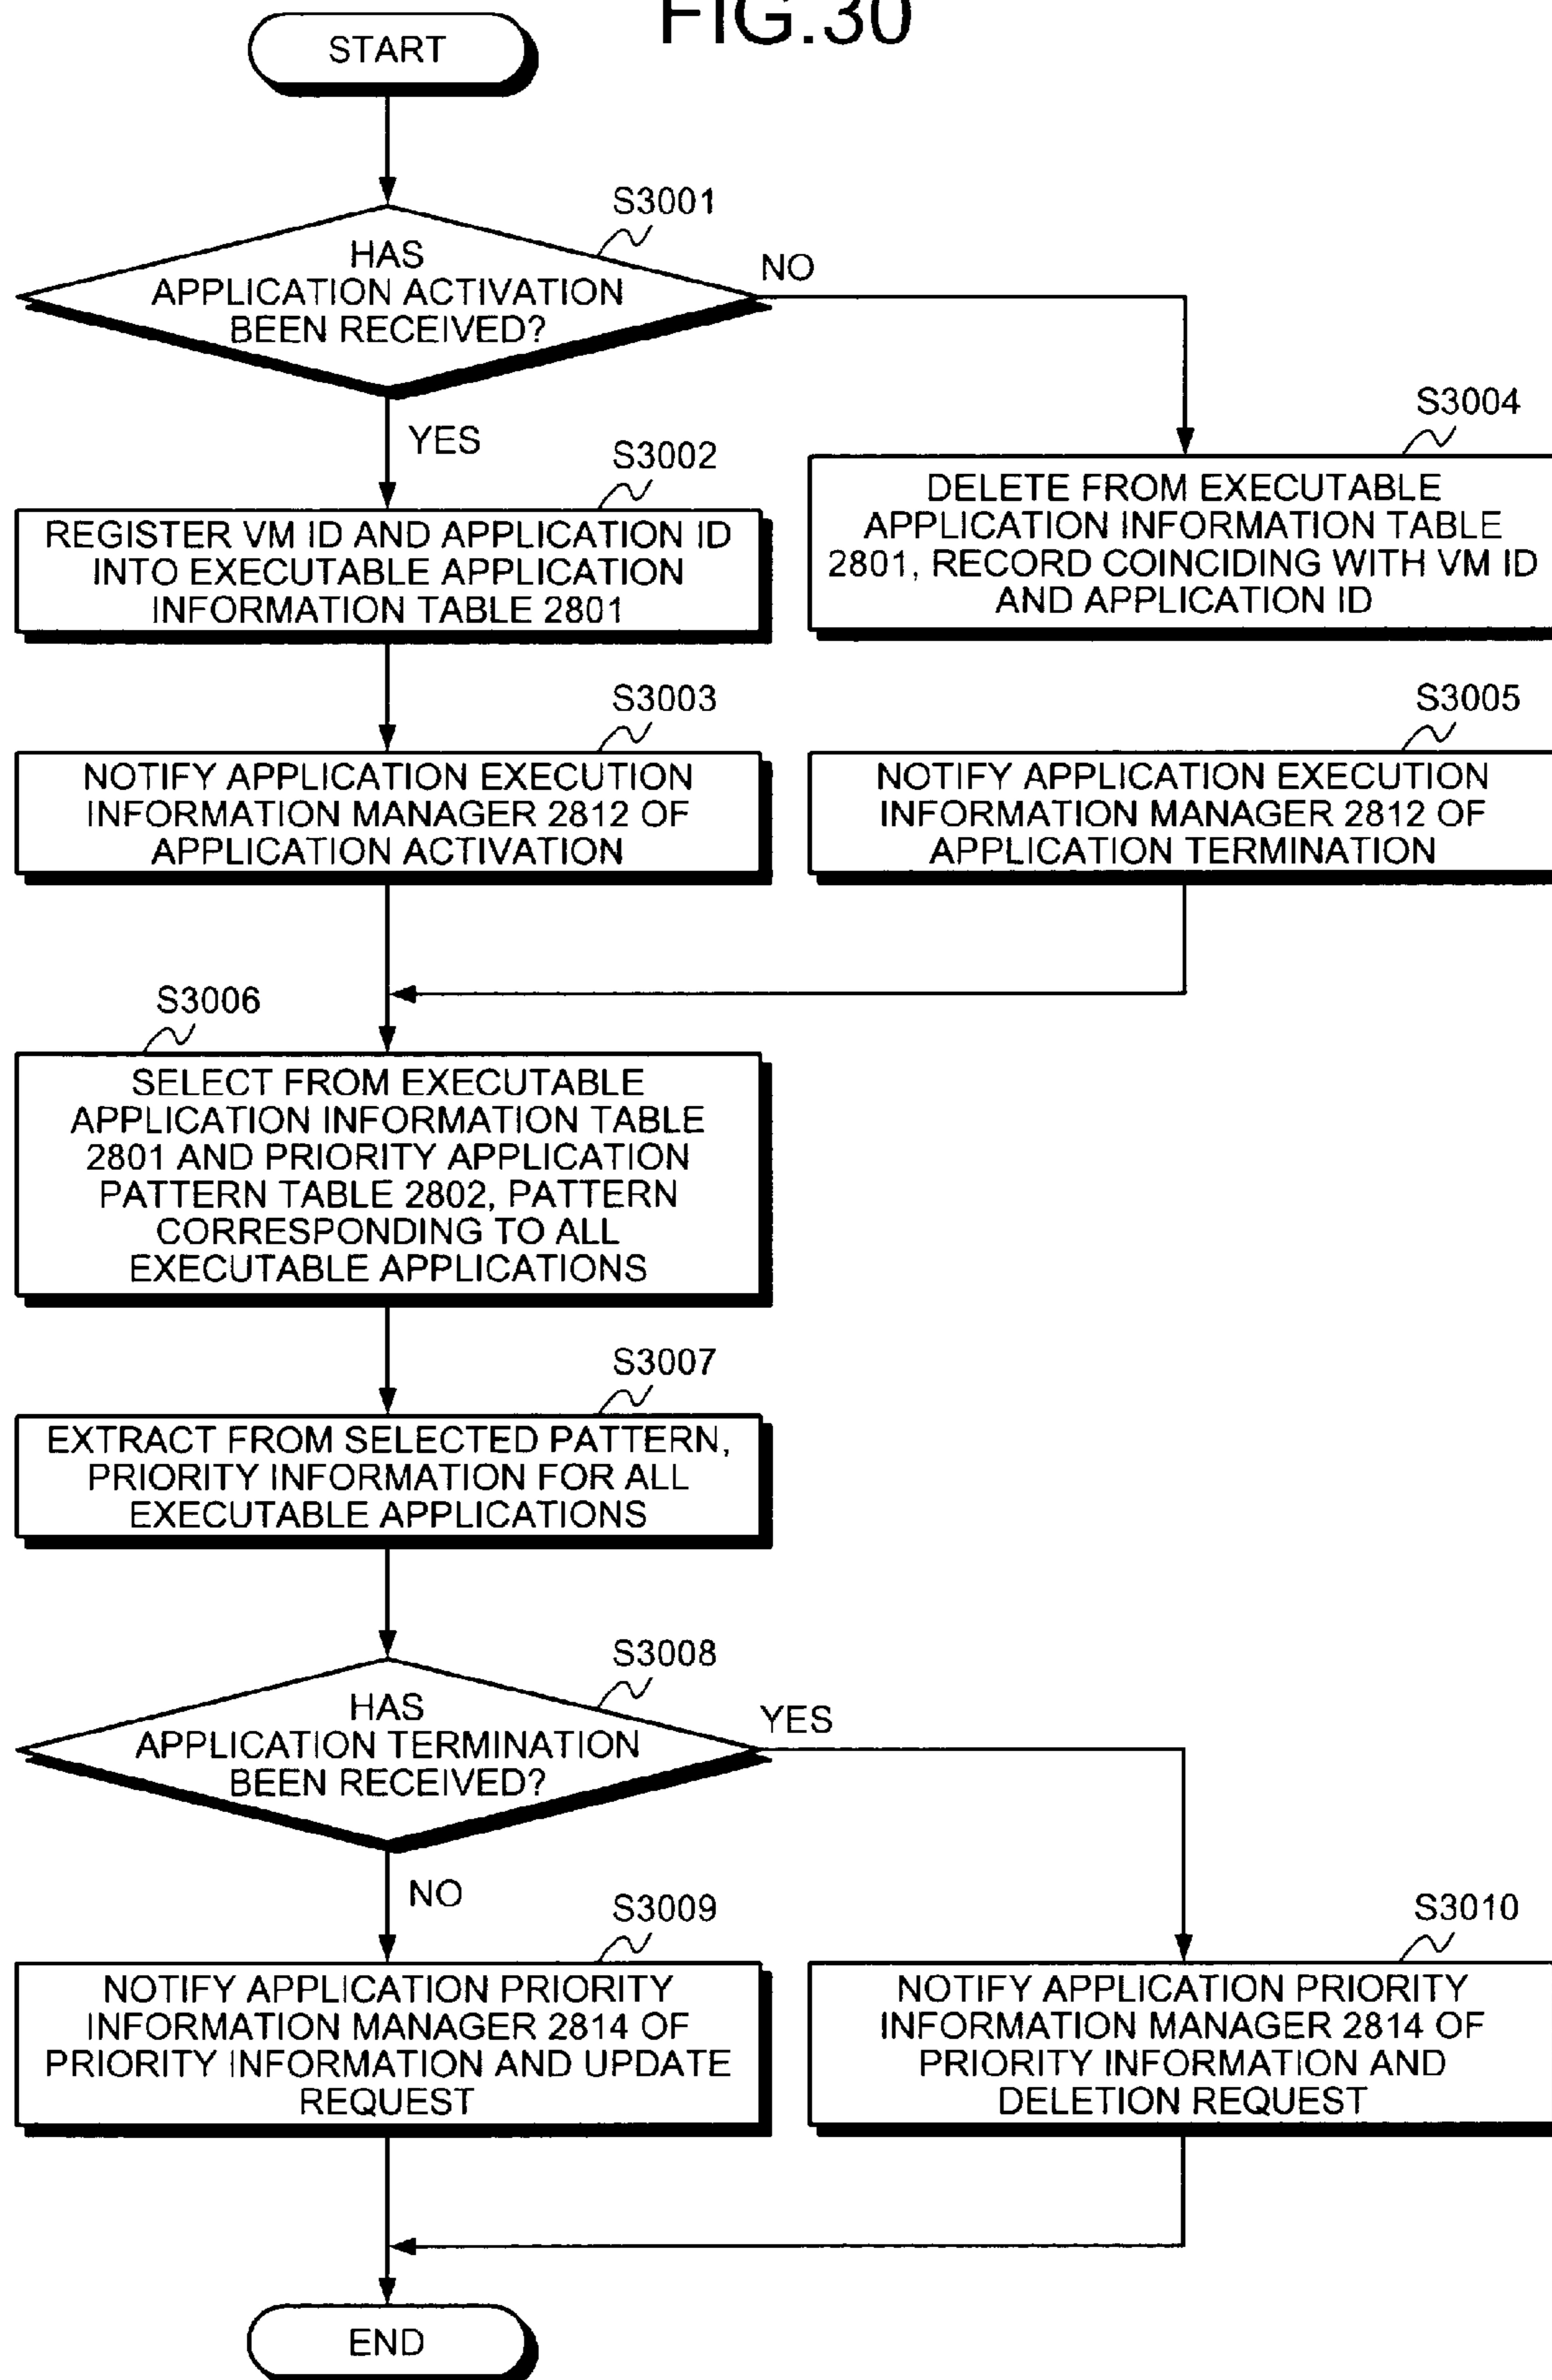 FIG.30
START
S3001
HAS
APPLICATION ACTIVATION
BEEN RECEIVED?
NO
YES
S3002
REGISTER VM ID AND APPLICATION ID
INTO EXECUTABLE APPLICATION
INFORMATION TABLE 2801
S3004
DELETE FROM EXECUTABLE
APPLICATION INFORMATION TABLE
2801, RECORD COINCIDING WITH VM ID
AND APPLICATION ID
S3003
NOTIFY APPLICATION EXECUTION
INFORMATION MANAGER 2812 OF
APPLICATION ACTIVATION
S3005
NOTIFY APPLICATION EXECUTION
INFORMATION MANAGER 2812 OF
APPLICATION TERMINATION
S3006
SELECT FROM EXECUTABLE
APPLICATION INFORMATION TABLE
2801 AND PRIORITY APPLICATION
PATTERN TABLE 2802, PATTERN
CORRESPONDING TO ALL
EXECUTABLE APPLICATIONS
S3007
EXTRACT FROM SELECTED PATTERN,
PRIORITY INFORMATION FOR ALL
EXECUTABLE APPLICATIONS
S3008
HAS
APPLICATION TERMINATION
BEEN RECEIVED?
YES
NO
S3009
NOTIFY APPLICATION PRIORITY
INFORMATION MANAGER 2814 OF
PRIORITY INFORMATION AND UPDATE
REQUEST
S3010
NOTIFY APPLICATION PRIORITY
INFORMATION MANAGER 2814 OF
PRIORITY INFORMATION AND
DELETION REQUEST
END